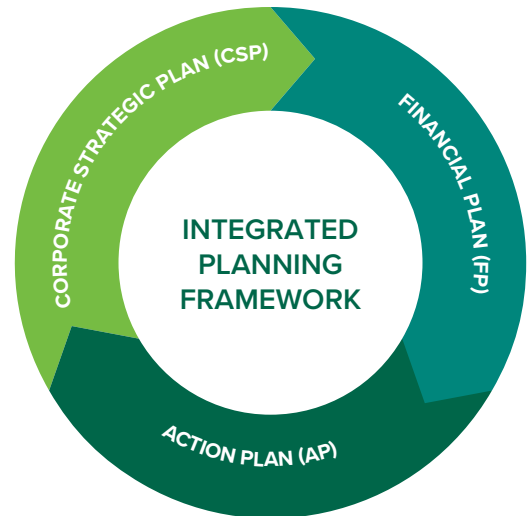 CORPORATE STRATEGIC PLAN (CSP)
FINANCIAL PLAN (FP)
INTEGRATED
PLANNING
FRAMEWORK
ACTION PLAN (AP)